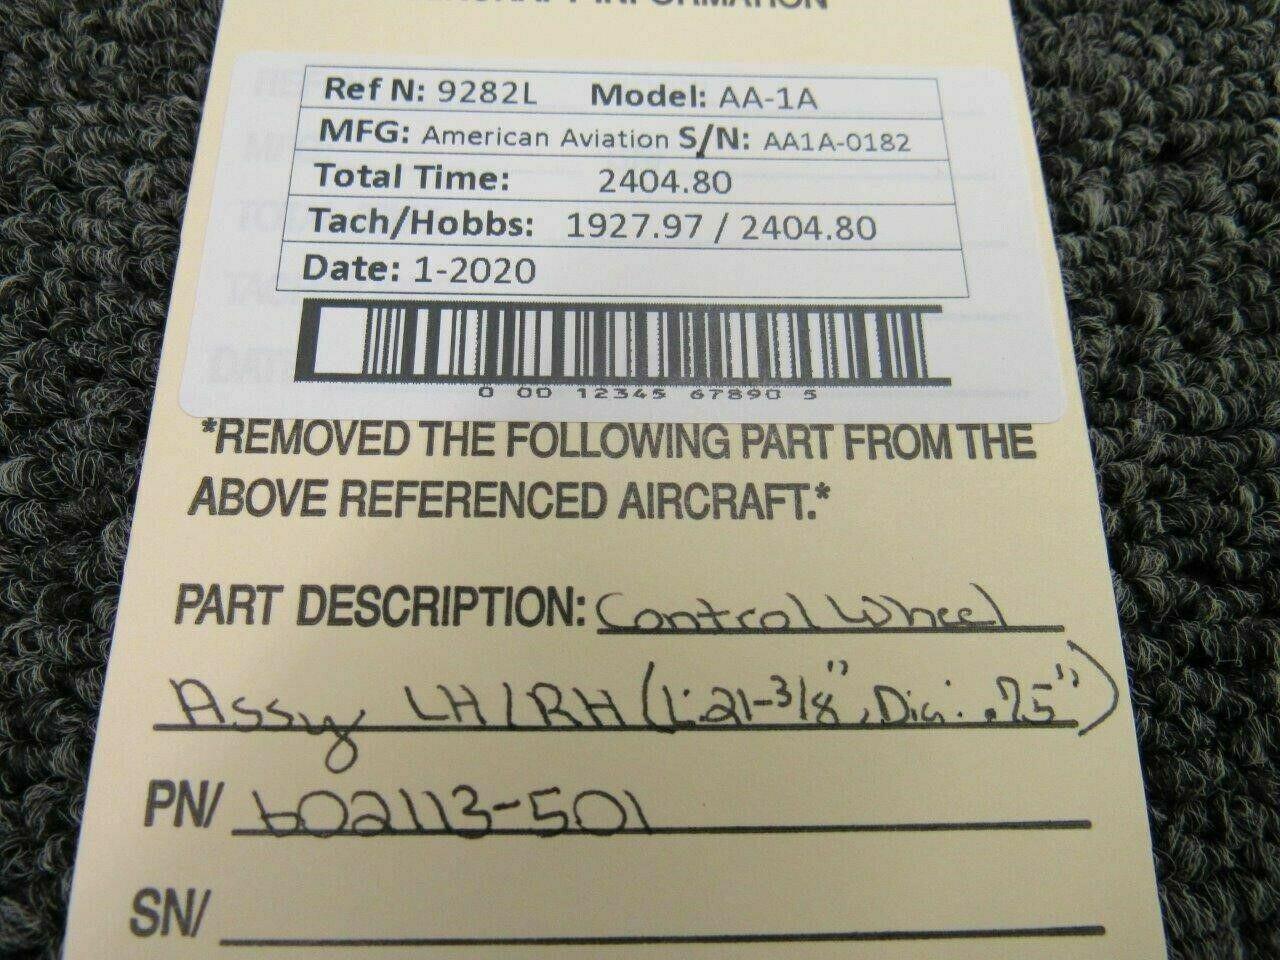 INFORMATION
Ref N: 9282L Model: AA-1A
MFG: American Aviation S/N: AA1A-0182
Total Time: 2404.80
Tach/Hobbs: 1927.97 / 2404.80
Date: 1-2020
0 00 12345 67890 5
*REMOVED THE FOLLOWING PART FROM THE
ABOVE REFERENCED AIRCRAFT.*
PART DESCRIPTION: Control Wheel
Assy LH/RH (L:21-3/8", Dia: .75")
PN/ 602113-501
SN/